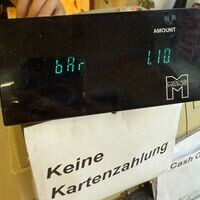 AMOUNT
bAr 1.10
M
Keine
Kartenzahlung
Cash O